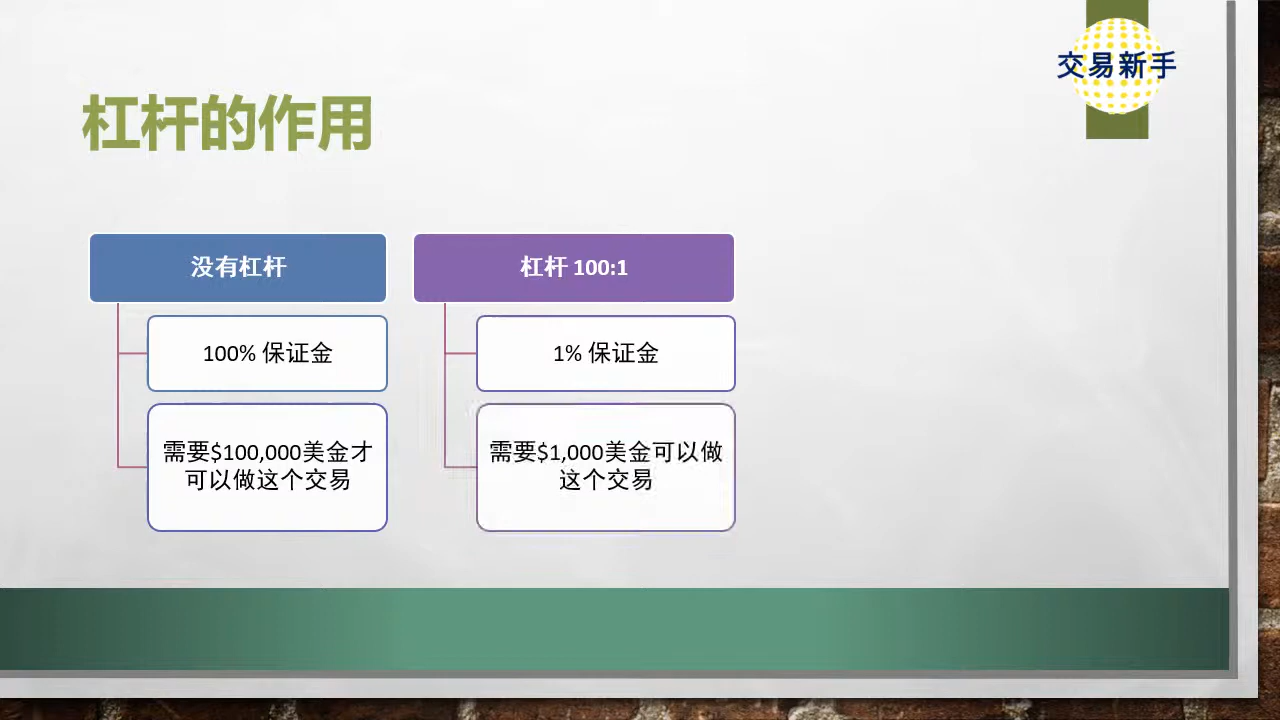 交易新手
杠杆的作用
没有杠杆
100% 保证金
需要$100,000美金才
可以做这个交易
杠杆 100:1
1% 保证金
需要$1,000美金可以做
这个交易